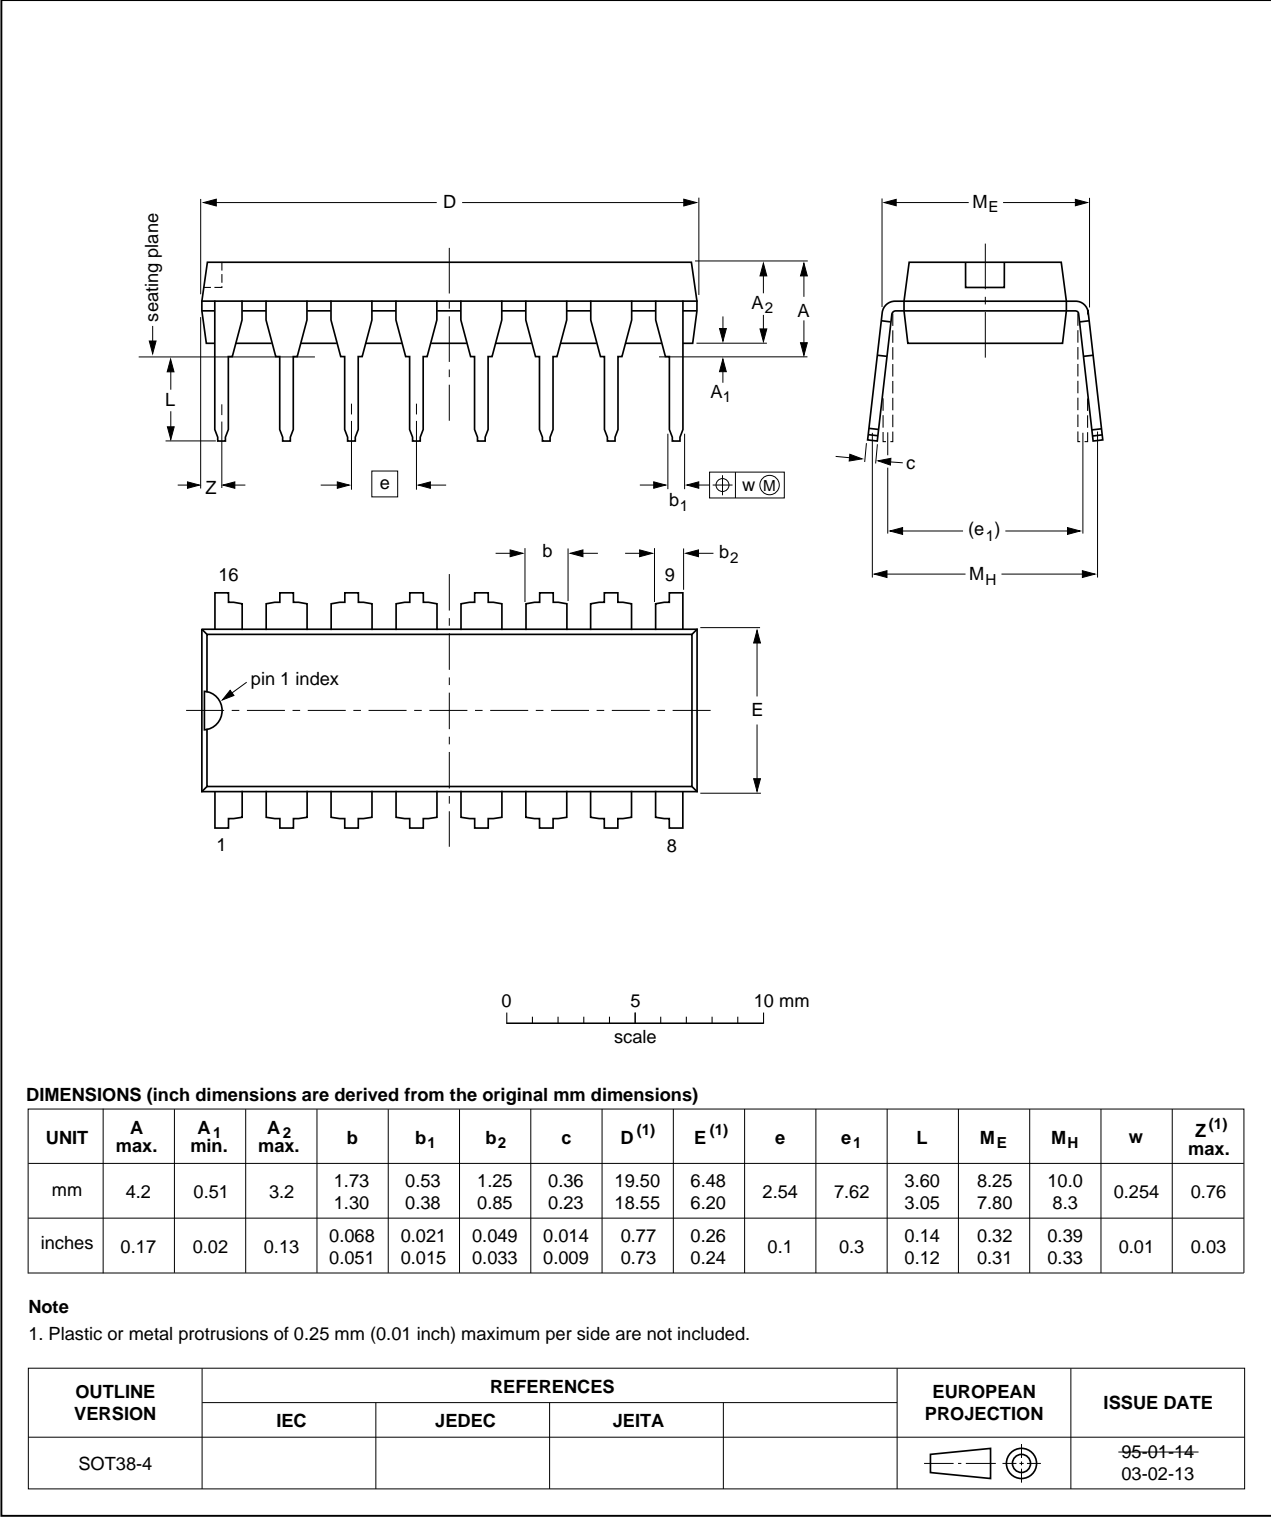 D
M_E
seating plane
A_2
A
A_1
L
c
Z
e
w M
b_1
(e_1)
b
b_2
M_H
16
9
pin 1 index
E
1
8
0 5 10 mm
scale
DIMENSIONS (inch dimensions are derived from the original mm dimensions)
UNIT A max. A_1 min. A_2 max. b b_1 b_2 c D(1) E(1) e e_1 L M_E M_H w Z(1) max.
mm 4.2 0.51 3.2 1.73 1.30 0.53 0.38 1.25 0.85 0.36 0.23 19.50 18.55 6.48 6.20 2.54 7.62 3.60 3.05 8.25 7.80 10.0 8.3 0.254 0.76
inches 0.17 0.02 0.13 0.068 0.051 0.021 0.015 0.049 0.033 0.014 0.009 0.77 0.73 0.26 0.24 0.1 0.3 0.14 0.12 0.32 0.31 0.39 0.33 0.01 0.03
Note
1. Plastic or metal protrusions of 0.25 mm (0.01 inch) maximum per side are not included.
OUTLINE VERSION REFERENCES EUROPEAN PROJECTION ISSUE DATE
IEC JEDEC JEITA
SOT38-4 95-01-14
03-02-13